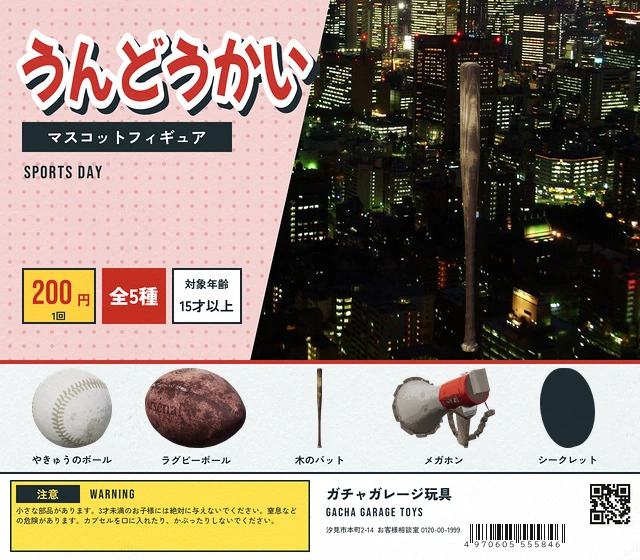 うんどうかい
マスコットフィギュア
SPORTS DAY
200円
1回
全5種
対象年齢
15才以上
やきゅうのボール
ラグビーボール
木のバット
メガホン
シークレット
注意 WARNING
小さな部品があります。3才未満のお子様には絶対に与えないでください。窒息など
の危険があります。カプセルを口に入れたり、かぶったりしないでください。
ガチャガレージ玩具
GACHA GARAGE TOYS
汐見市本町2-14 お客様相談室 0120-00-1999
4 970605 555846